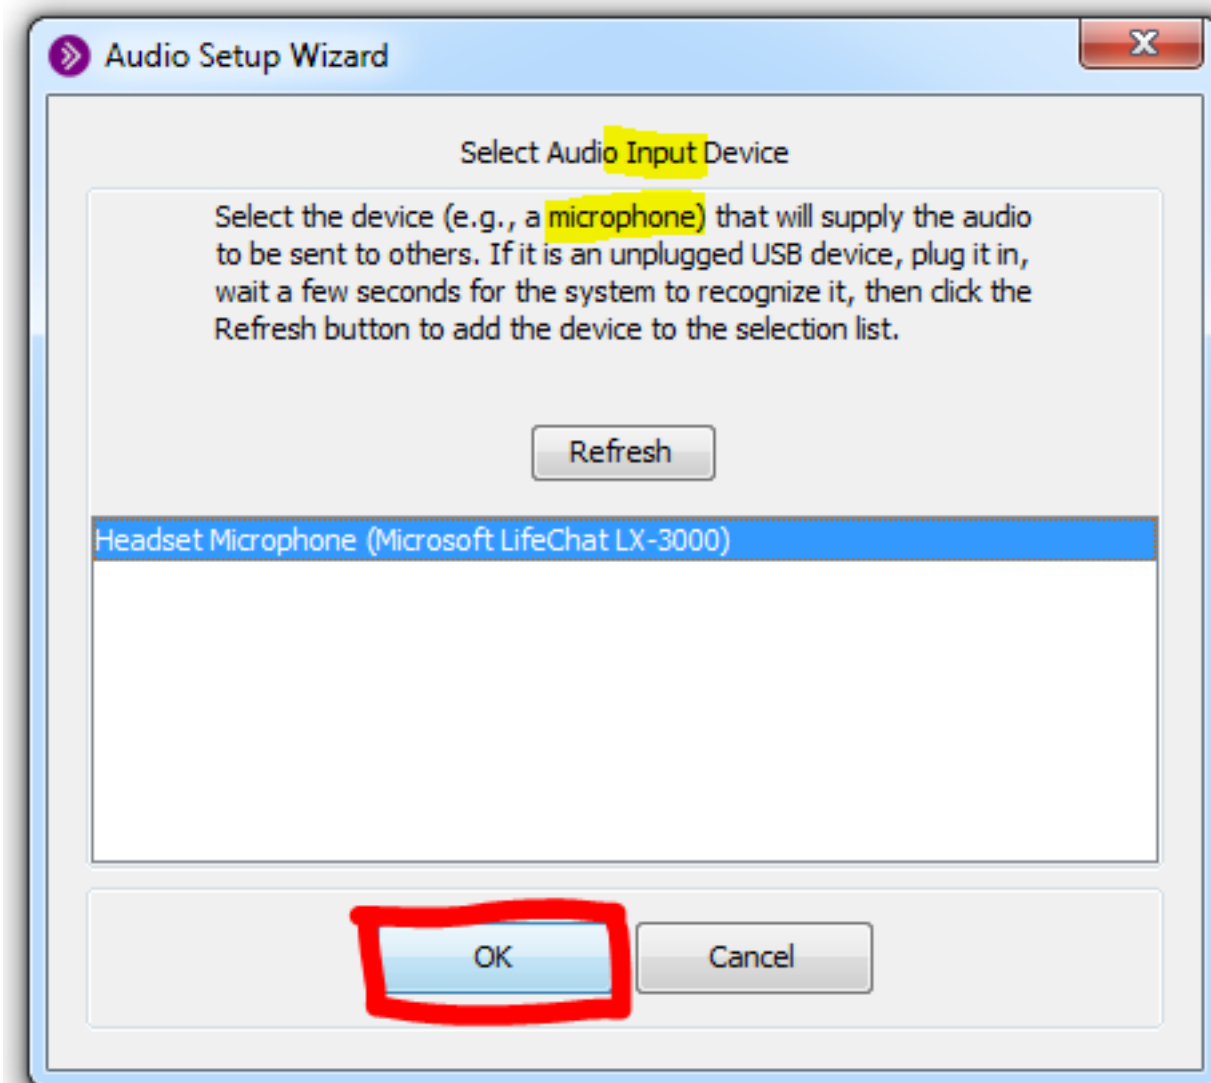 Audio Setup Wizard
Select Audio Input Device
Select the device (e.g., a microphone) that will supply the audio
to be sent to others. If it is an unplugged USB device, plug it in,
wait a few seconds for the system to recognize it, then click the
Refresh button to add the device to the selection list.
Refresh
Headset Microphone (Microsoft LifeChat LX-3000)
OK
Cancel